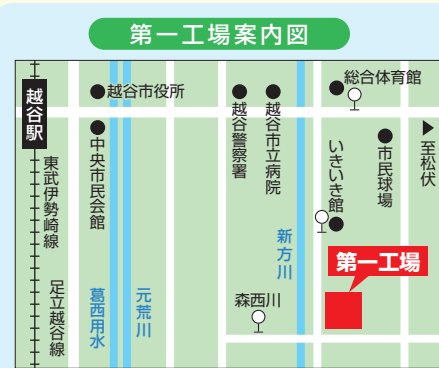 第一工場案内図
越谷駅
越谷市役所
総合体育館
中央市民会館
越谷警察署
越谷市立病院
いきいき館
市民球場
至松伏
東武伊勢崎線
足立越谷線
葛西用水
元荒川
新方川
森西川
第一工場